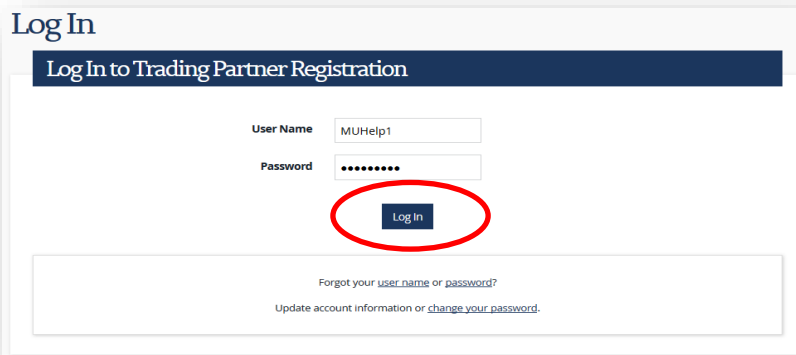 Log In
Log In to Trading Partner Registration
User Name MUHelp1
Password •••••••••
Log In
Forgot your user name or password?
Update account information or change your password.